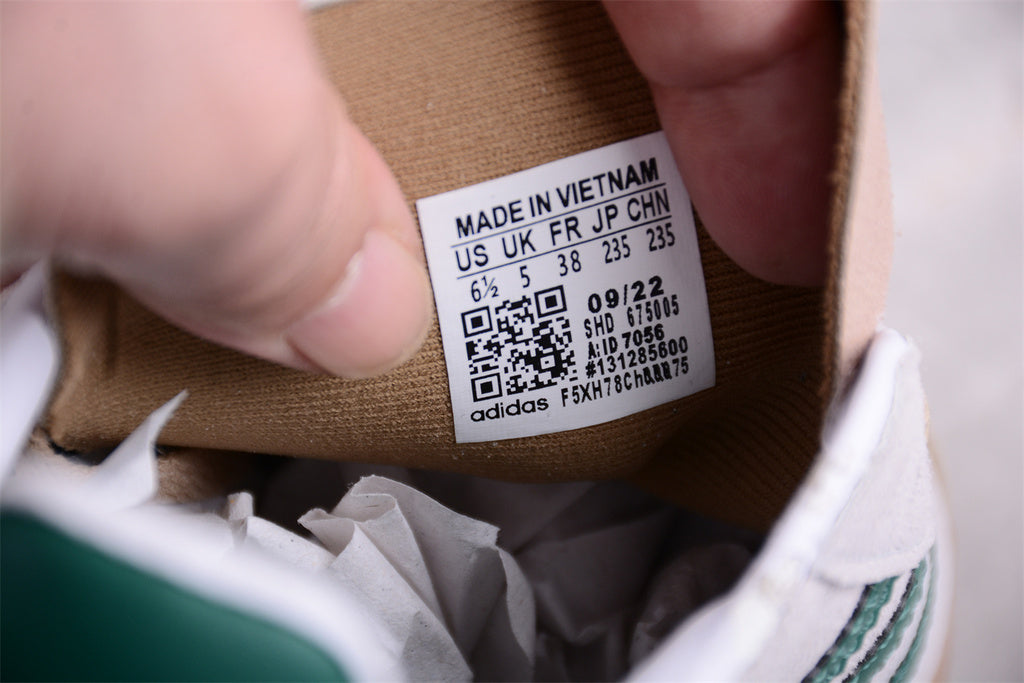 MADE IN VIETNAM
US UK FR JP CHN
6½ 5 38 235 235
09/22
SHD 675005
A:ID 7056
#131285600
adidas